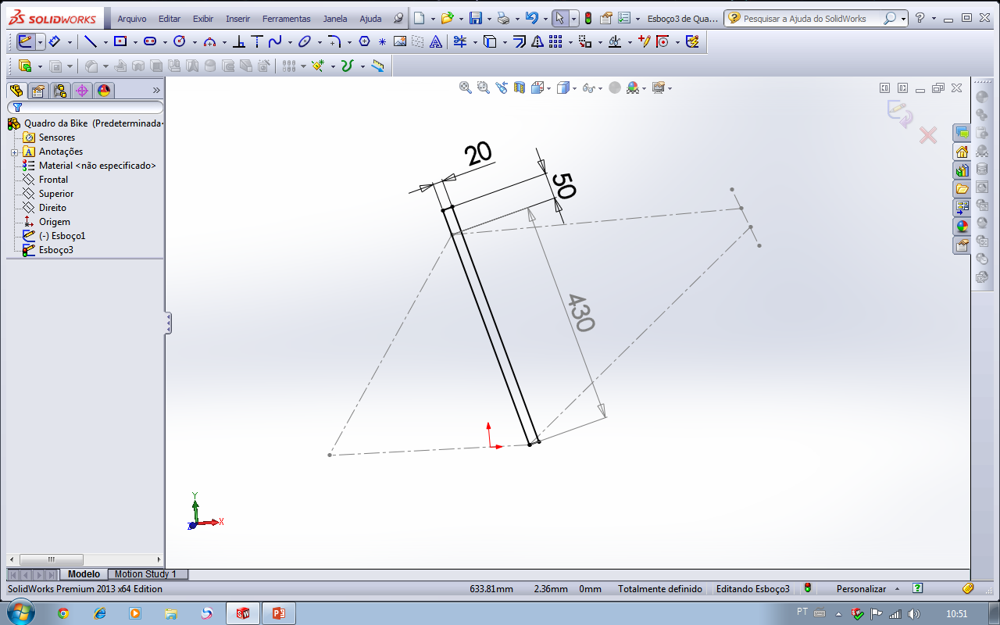 SOLIDWORKS Arquivo Editar Exibir Inserir Ferramentas Janela Ajuda Esboço3 de Qua... Pesquisar a Ajuda do SolidWorks
Quadro da Bike (Predeterminada
Sensores
Anotações
Material <não especificado>
Frontal
Superior
Direito
Origem
(-) Esboço1
Esboço3
20
50
430
Y
X
Z
Modelo Motion Study 1
SolidWorks Premium 2013 x64 Edition 633.81mm 2.36mm 0mm Totalmente definido Editando Esboço3 Personalizar
PT 10:51